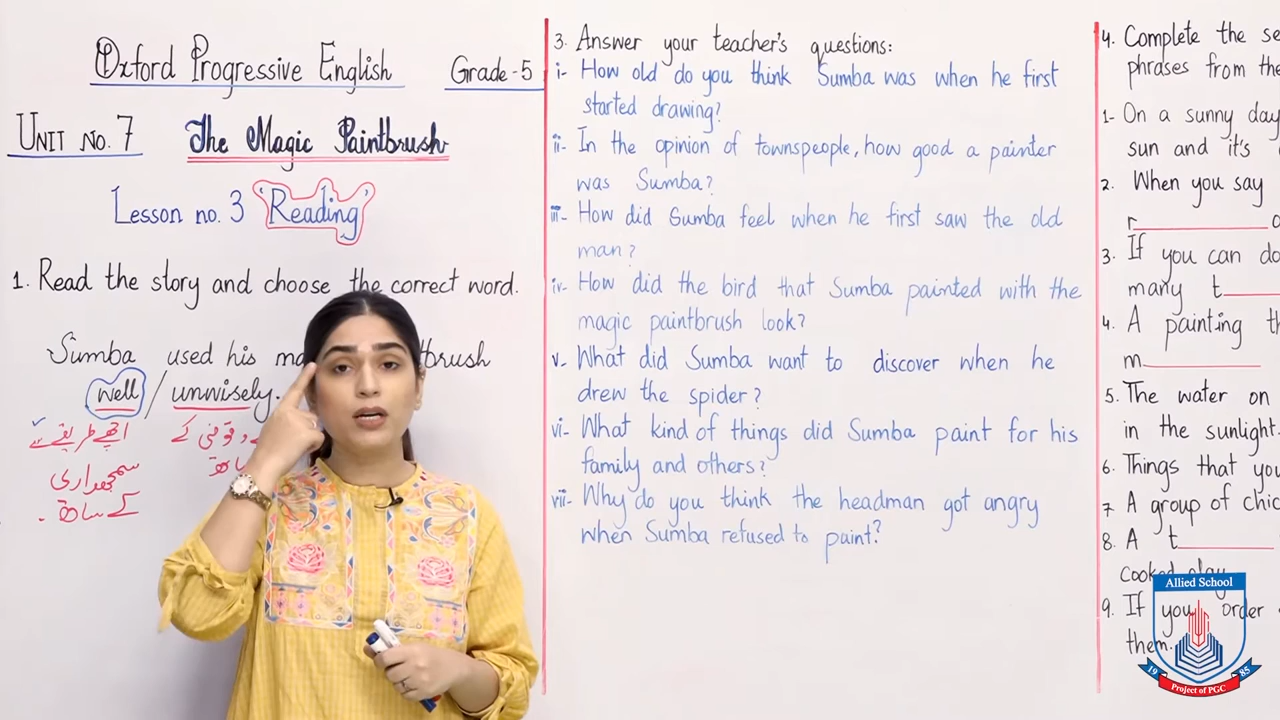 Oxford Progressive English
Grade-5
UNIT NO. 7 The Magic Paintbrush
Lesson no. 3 'Reading'
1. Read the story and choose the correct word.
Sumba used his
well / unwisely.
اچھے طریقے سے
سمجھداری
کے ساتھ
3. Answer your teacher's questions:
i- How old do you think Sumba was when he first
started drawing?
ii- In the opinion of townspeople, how good a painter
was Sumba?
iii- How did Sumba feel when he first saw the old
man?
iv- How did the bird that Sumba painted with the
magic paintbrush look?
v- What did Sumba want to discover when he
drew the spider?
vi- What kind of things did Sumba paint for his
family and others?
vii- Why do you think the headman got angry
when Sumba refused to paint?
4. Complete the
phrases from the
1- On a sunny day
sun and it's
2. When you say
r
3. If you can do
many t
4. A painting
m
5. The water on
in the sunlight.
6. Things that you
7. A group of
8. A t
cooked
9. If you order
them.
Allied School
1985
Project of PGC